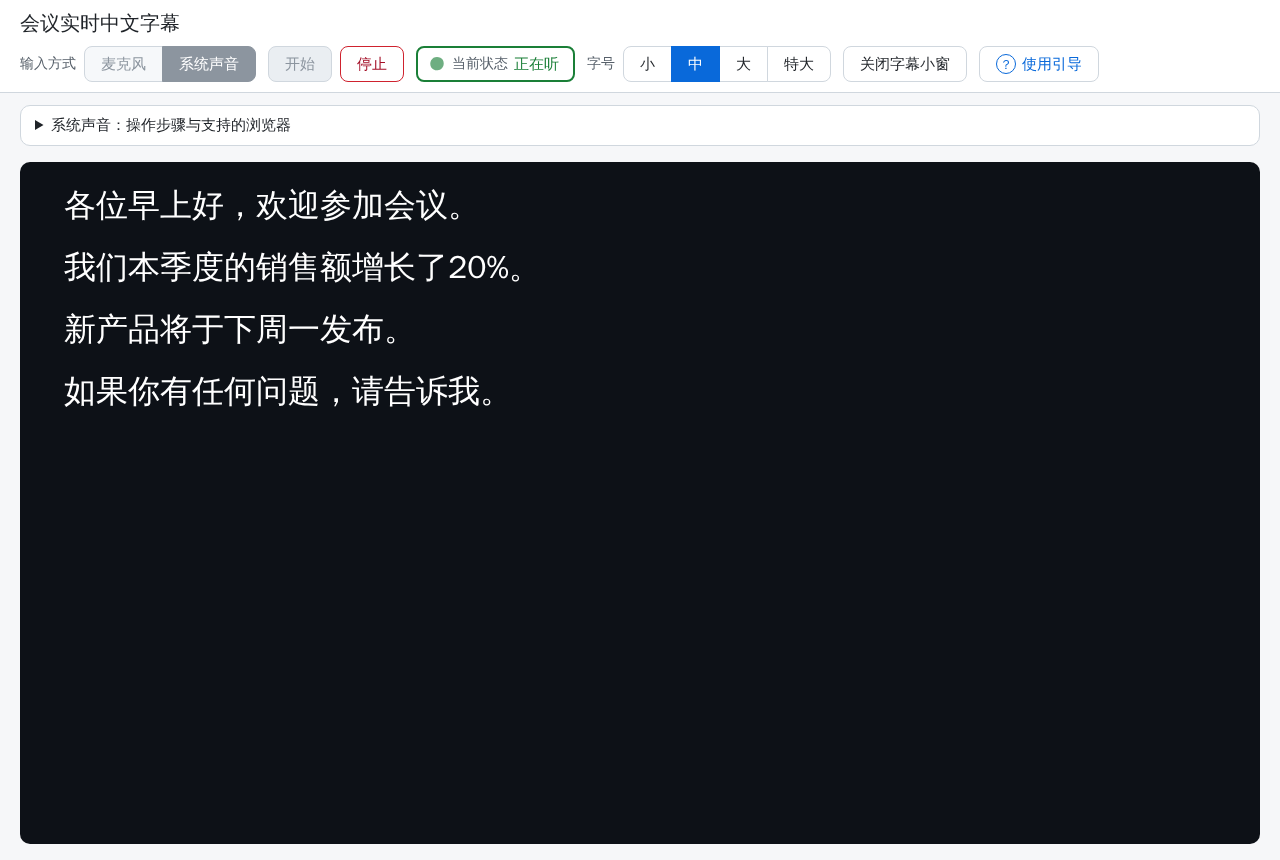 会议实时中文字幕
输入方式 麦克风 系统声音 开始 停止 当前状态 正在听 字号 小 中 大 特大 关闭字幕小窗 ? 使用引导
▶ 系统声音：操作步骤与支持的浏览器
各位早上好，欢迎参加会议。
我们本季度的销售额增长了20%。
新产品将于下周一发布。
如果你有任何问题，请告诉我。